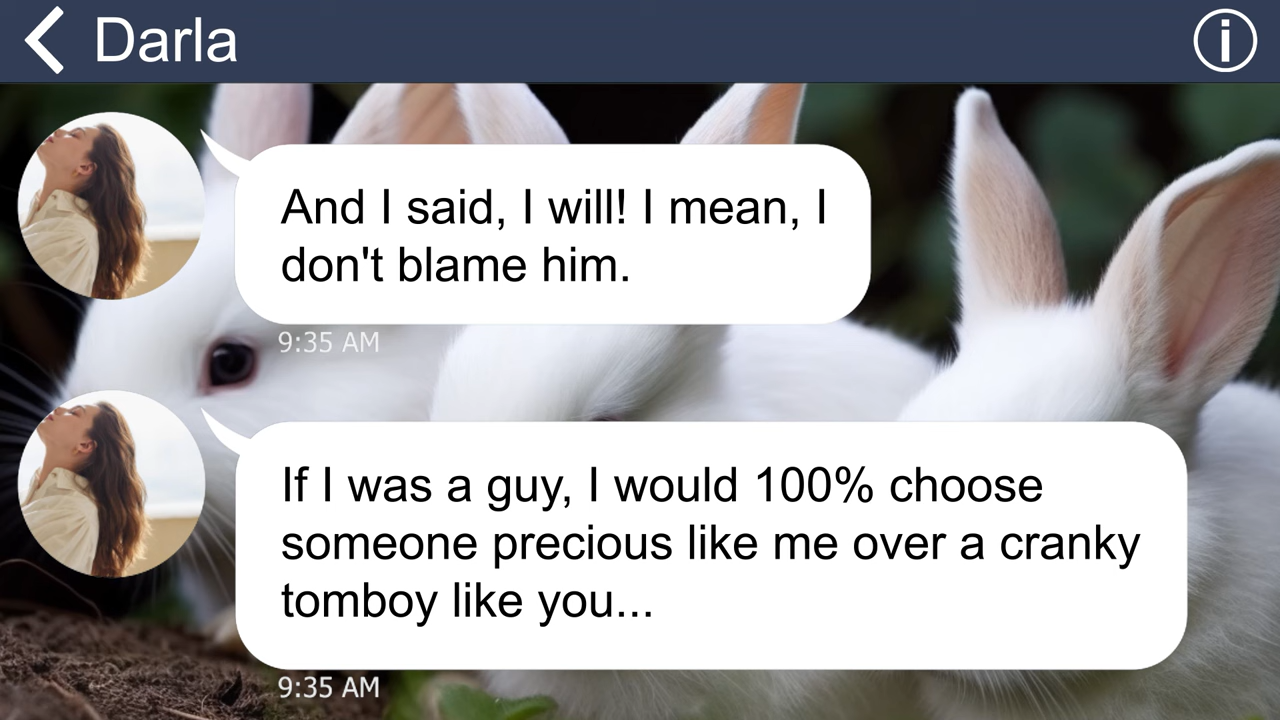 Darla
And I said, I will! I mean, I
don't blame him.
9:35 AM
If I was a guy, I would 100% choose
someone precious like me over a cranky
tomboy like you...
9:35 AM